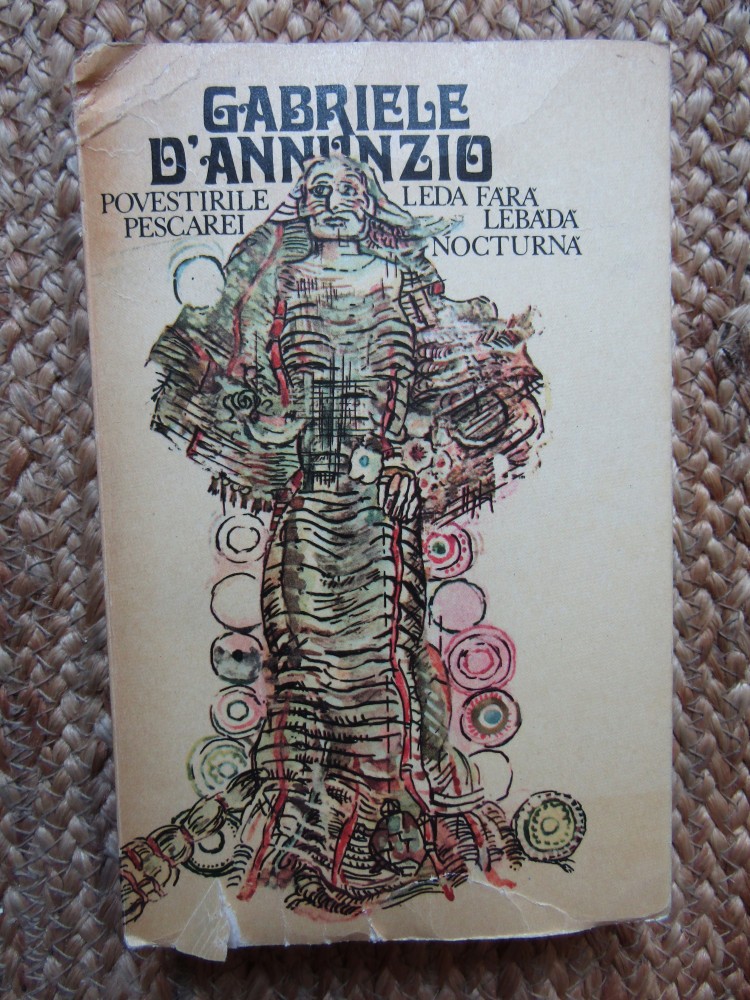 GABRIELE
D'ANNUNZIO
POVESTIRILE
PESCAREI
LEDA FĂRĂ
LEBĂDĂ
NOCTURNĂ